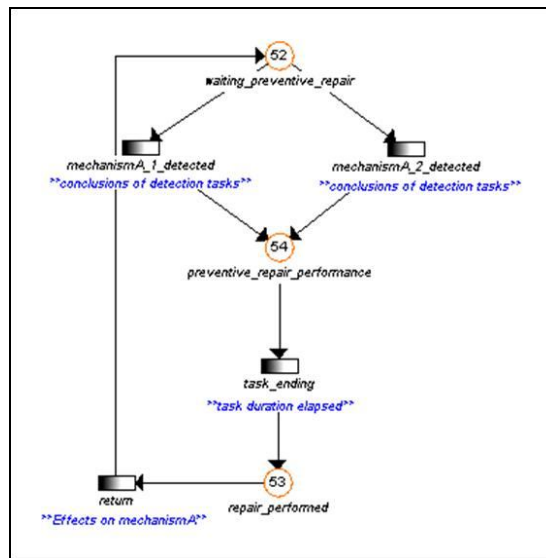 52
waiting_preventive_repair
mechanismA_1_detected
**conclusions of detection tasks**
mechanismA_2_detected
**conclusions of detection tasks**
54
preventive_repair_performance
task_ending
**task duration elapsed**
53
repair_performed
return
**Effects on mechanismA**